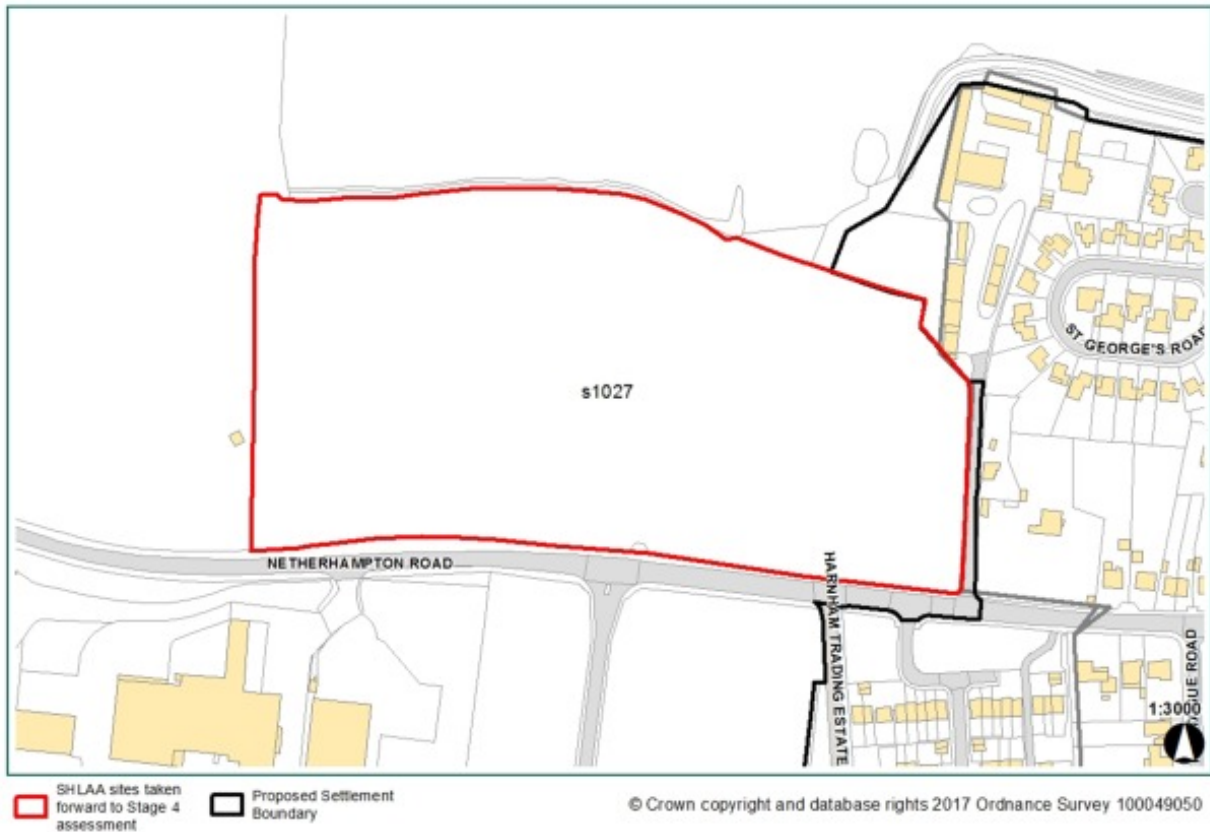 ST GEORGE'S ROAD
s1027
NETHERHAMPTON ROAD
HARNHAM TRADING ESTATE
ROAD
1:3000
SHLAA sites taken
forward to Stage 4
assessment
Proposed Settlement
Boundary
© Crown copyright and database rights 2017 Ordnance Survey 100049050